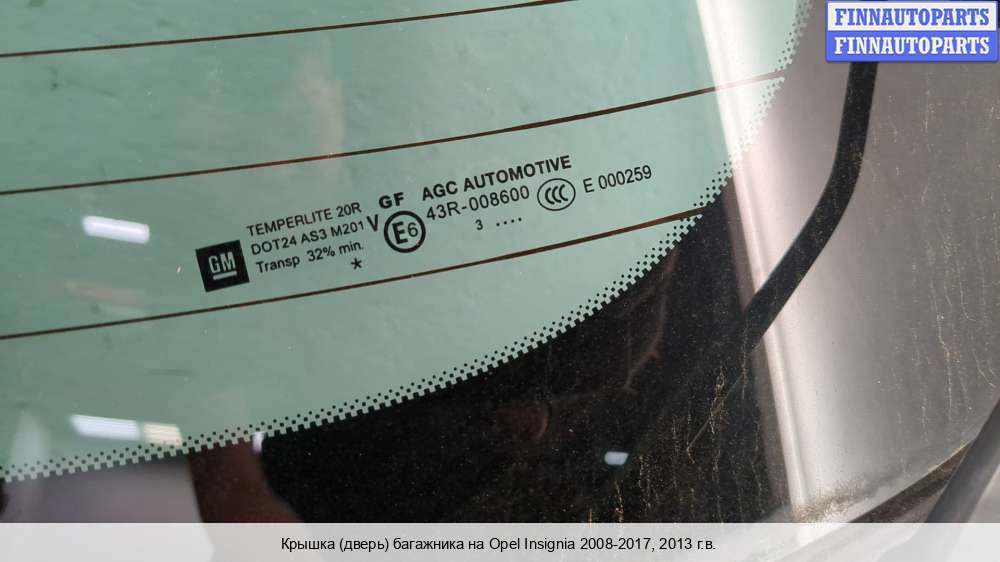 FINNAUTOPARTS
FINNAUTOPARTS
GF AGC AUTOMOTIVE
TEMPERLITE 20R
DOT24 AS3 M201 V E6 43R-008600 CCC E 000259
GM Transp 32% min. 3 ....
*
Крышка (дверь) багажника на Opel Insignia 2008-2017, 2013 г.в.